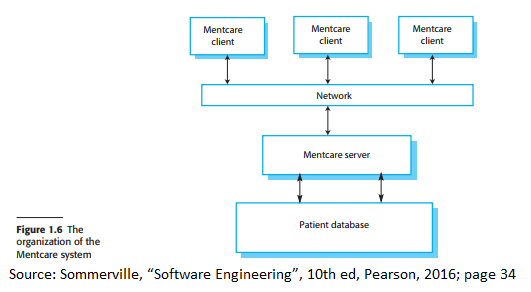 Mentcare
client
Mentcare
client
Mentcare
client
Network
Mentcare server
Patient database
Figure 1.6 The
organization of the
Mentcare system
Source: Sommerville, “Software Engineering”, 10th ed, Pearson, 2016; page 34